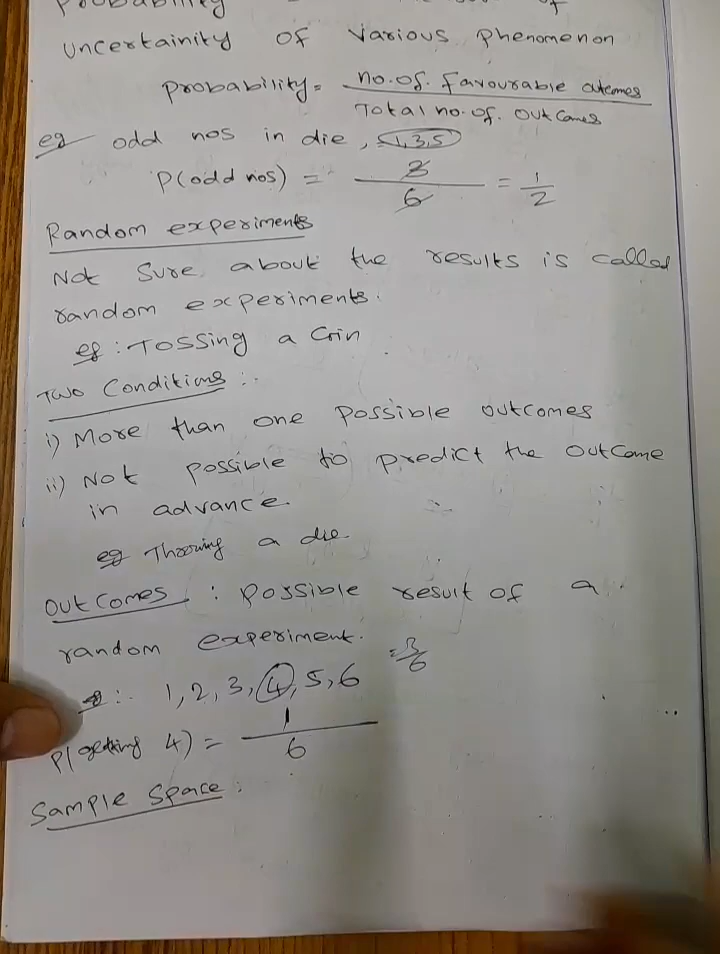 Probability of
Uncertainity of various phenomenon
Probability = no. of. favourable outcomes
Total no. of. outcomes
eg odd nos in die, 1,3,5
P(odd nos) = 3/6 = 1/2
Random experiments
Not sure about the results is called
random experiments.
eg : Tossing a coin
Two Conditions :.
i) More than one possible outcomes
ii) Not possible to predict the outcome
in advance.
eg Throwing a die.
Outcomes : Possible result of a
random experiment.
:. 1, 2, 3, 4, 5, 6
P(getting 4) = 1/6
Sample Space :